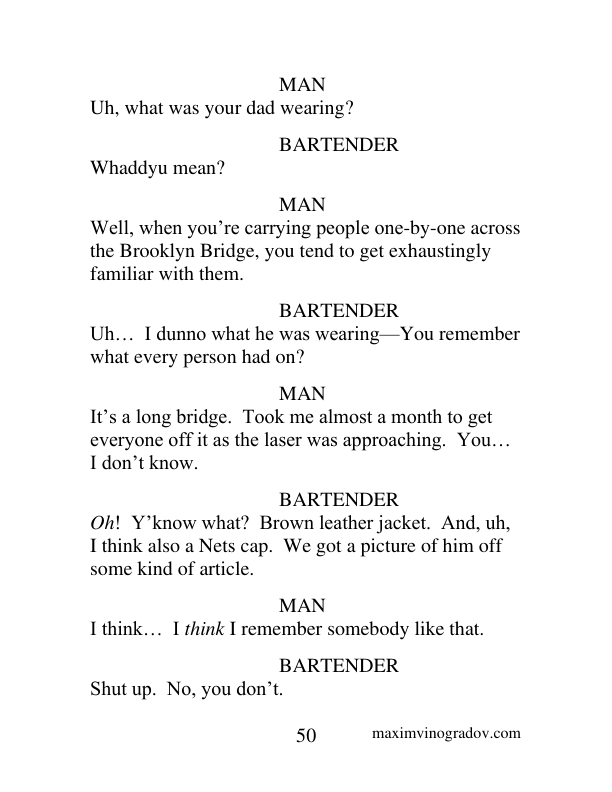 MAN
Uh, what was your dad wearing?
BARTENDER
Whaddyu mean?
MAN
Well, when you’re carrying people one-by-one across
the Brooklyn Bridge, you tend to get exhaustingly
familiar with them.
BARTENDER
Uh…  I dunno what he was wearing—You remember
what every person had on?
MAN
It’s a long bridge.  Took me almost a month to get
everyone off it as the laser was approaching.  You…
I don’t know.
BARTENDER
Oh!  Y’know what?  Brown leather jacket.  And, uh,
I think also a Nets cap.  We got a picture of him off
some kind of article.
MAN
I think…  I think I remember somebody like that.
BARTENDER
Shut up.  No, you don’t.
50 maximvinogradov.com